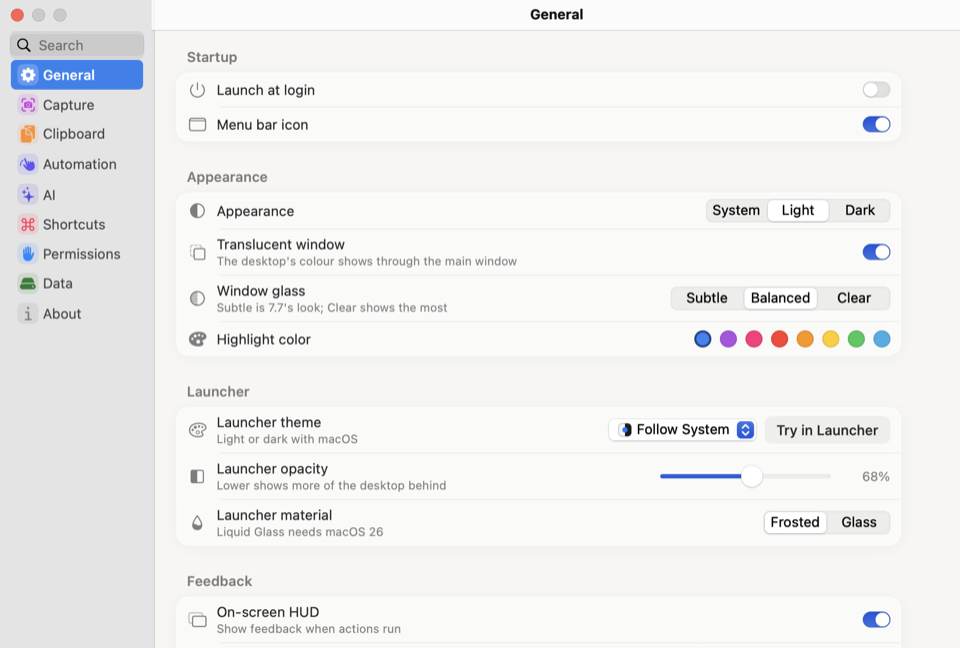 General
Search
General
Capture
Clipboard
Automation
AI
Shortcuts
Permissions
Data
About
Startup
Launch at login
Menu bar icon
Appearance
Appearance
System Light Dark
Translucent window
The desktop's colour shows through the main window
Window glass
Subtle is 7.7's look; Clear shows the most
Subtle Balanced Clear
Highlight color
Launcher
Launcher theme
Light or dark with macOS
Follow System Try in Launcher
Launcher opacity
Lower shows more of the desktop behind
68%
Launcher material
Liquid Glass needs macOS 26
Frosted Glass
Feedback
On-screen HUD
Show feedback when actions run